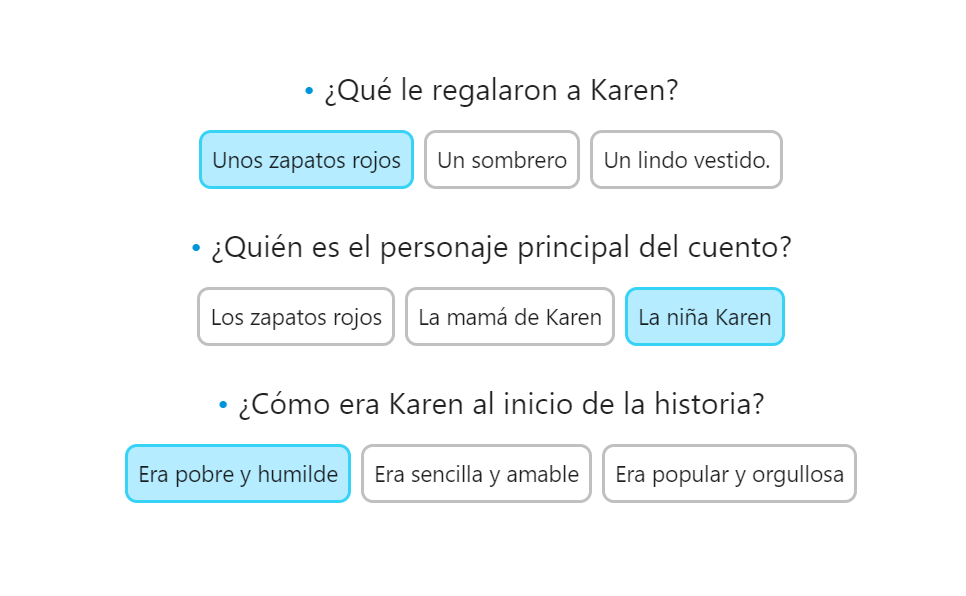 • ¿Qué le regalaron a Karen?
Unos zapatos rojos Un sombrero Un lindo vestido.
• ¿Quién es el personaje principal del cuento?
Los zapatos rojos La mamá de Karen La niña Karen
• ¿Cómo era Karen al inicio de la historia?
Era pobre y humilde Era sencilla y amable Era popular y orgullosa